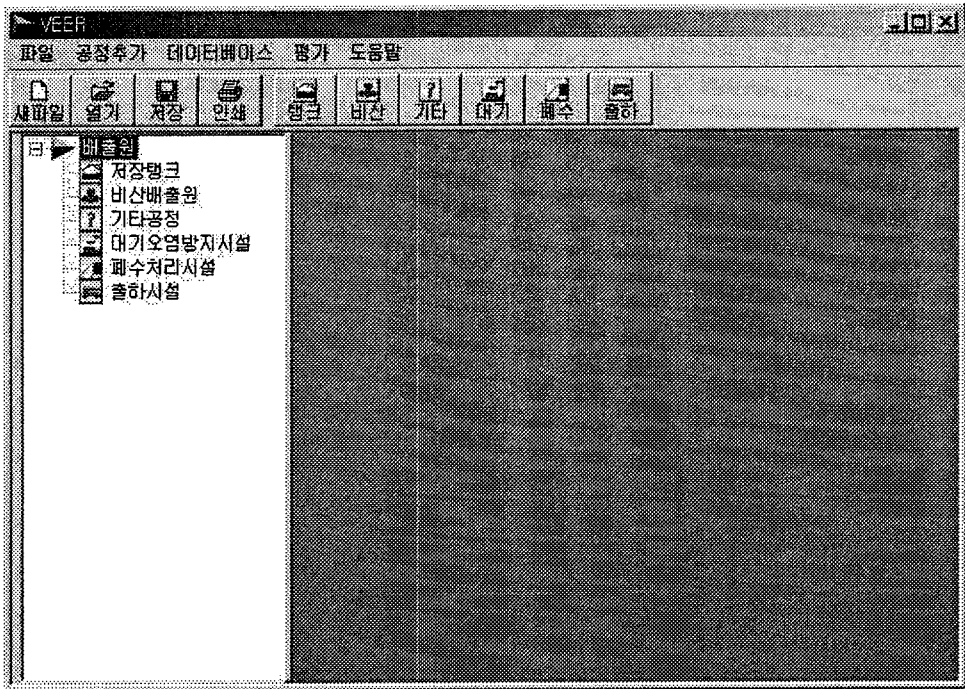 VEER
파일 공정추가 데이터베이스 평가 도움말
새파일 열기 저장 인쇄 탱크 비산 기타 대기 폐수 출하
배출원
저장탱크
비산배출원
기타공정
대기오염방지시설
폐수처리시설
출하시설